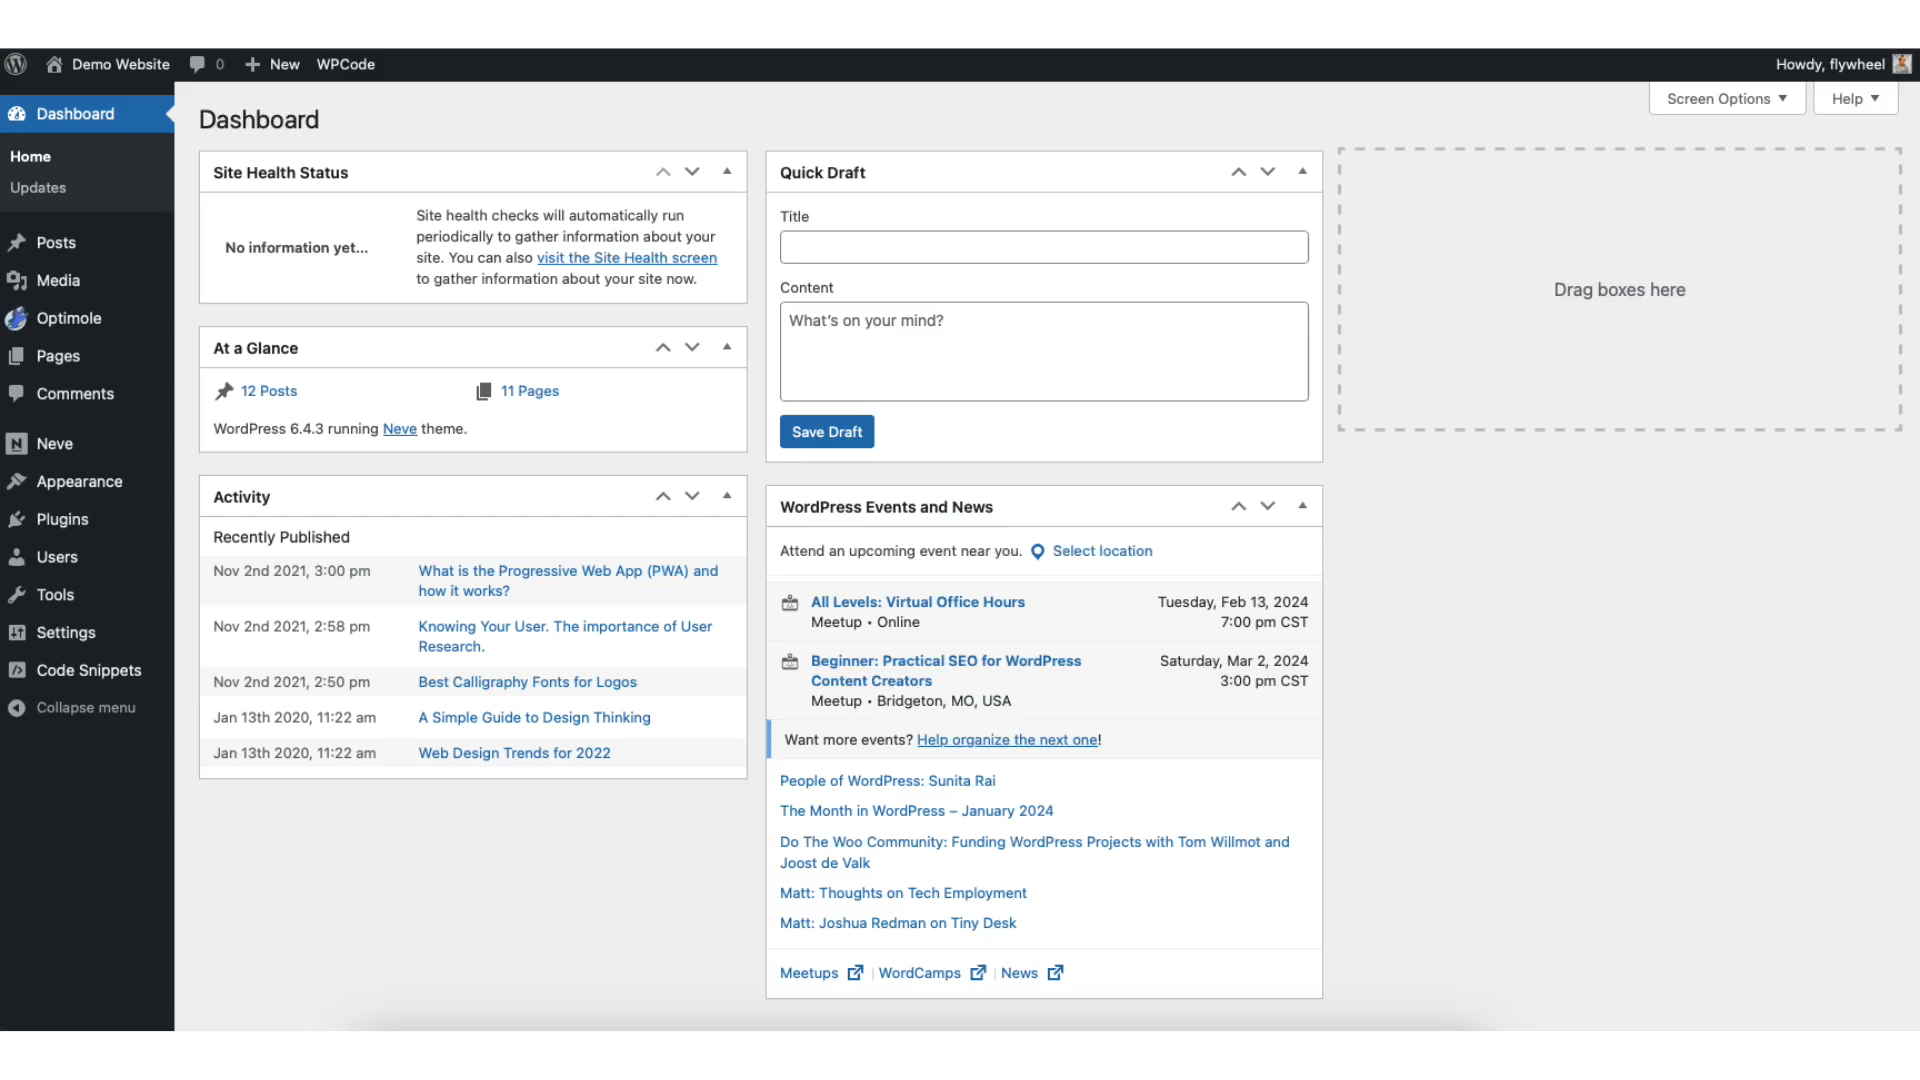 Demo Website
0
New
WPCode
Howdy, flywheel
Dashboard
Home
Updates
Posts
Media
Optimole
Pages
Comments
Neve
Appearance
Plugins
Users
Tools
Settings
Code Snippets
Collapse menu
Screen Options
Help
Dashboard
Site Health Status
No information yet...
Site health checks will automatically run
periodically to gather information about your
site. You can also visit the Site Health screen
to gather information about your site now.
At a Glance
12 Posts
11 Pages
WordPress 6.4.3 running Neve theme.
Activity
Recently Published
Nov 2nd 2021, 3:00 pm
What is the Progressive Web App (PWA) and
how it works?
Nov 2nd 2021, 2:58 pm
Knowing Your User. The importance of User
Research.
Nov 2nd 2021, 2:50 pm
Best Calligraphy Fonts for Logos
Jan 13th 2020, 11:22 am
A Simple Guide to Design Thinking
Jan 13th 2020, 11:22 am
Web Design Trends for 2022
Quick Draft
Title
Content
What's on your mind?
Save Draft
WordPress Events and News
Attend an upcoming event near you. Select location
All Levels: Virtual Office Hours
Meetup • Online
Tuesday, Feb 13, 2024
7:00 pm CST
Beginner: Practical SEO for WordPress
Content Creators
Meetup • Bridgeton, MO, USA
Saturday, Mar 2, 2024
3:00 pm CST
Want more events? Help organize the next one!
People of WordPress: Sunita Rai
The Month in WordPress – January 2024
Do The Woo Community: Funding WordPress Projects with Tom Willmot and
Joost de Valk
Matt: Thoughts on Tech Employment
Matt: Joshua Redman on Tiny Desk
Meetups | WordCamps | News
Drag boxes here